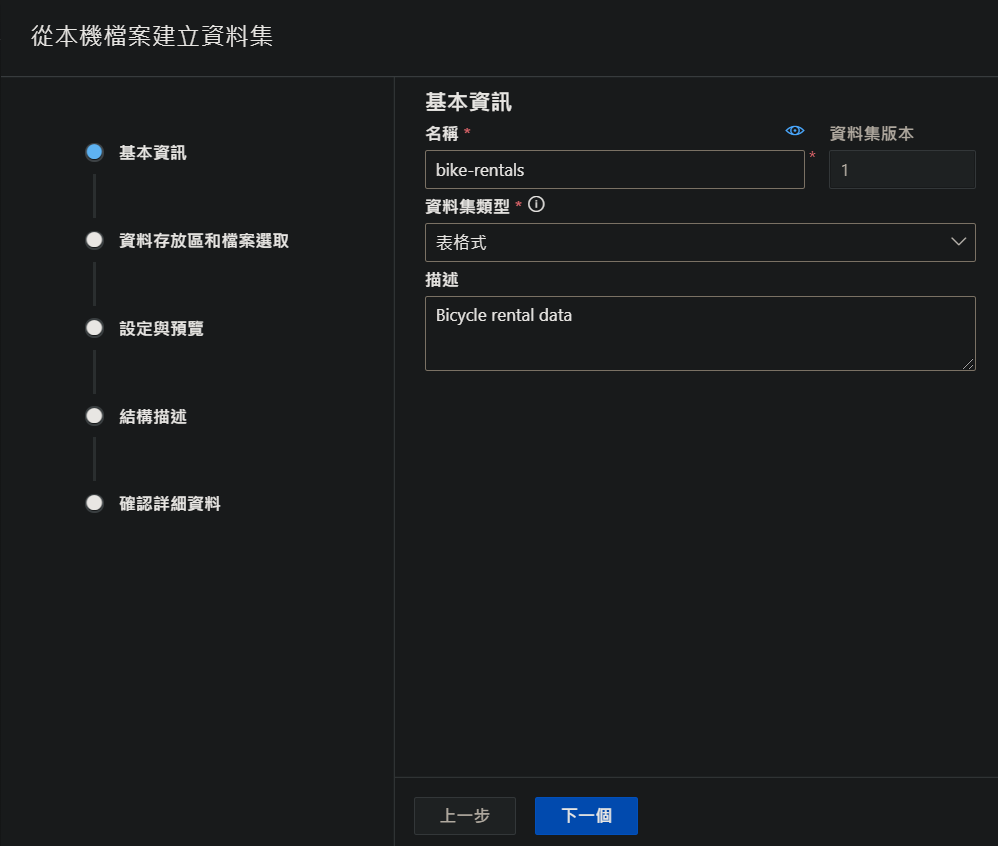 從本機檔案建立資料集
基本資訊
資料存放區和檔案選取
設定與預覽
結構描述
確認詳細資料
基本資訊
名稱 *
資料集版本
bike-rentals
*
1
資料集類型 *
表格式
描述
Bicycle rental data
上一步
下一個